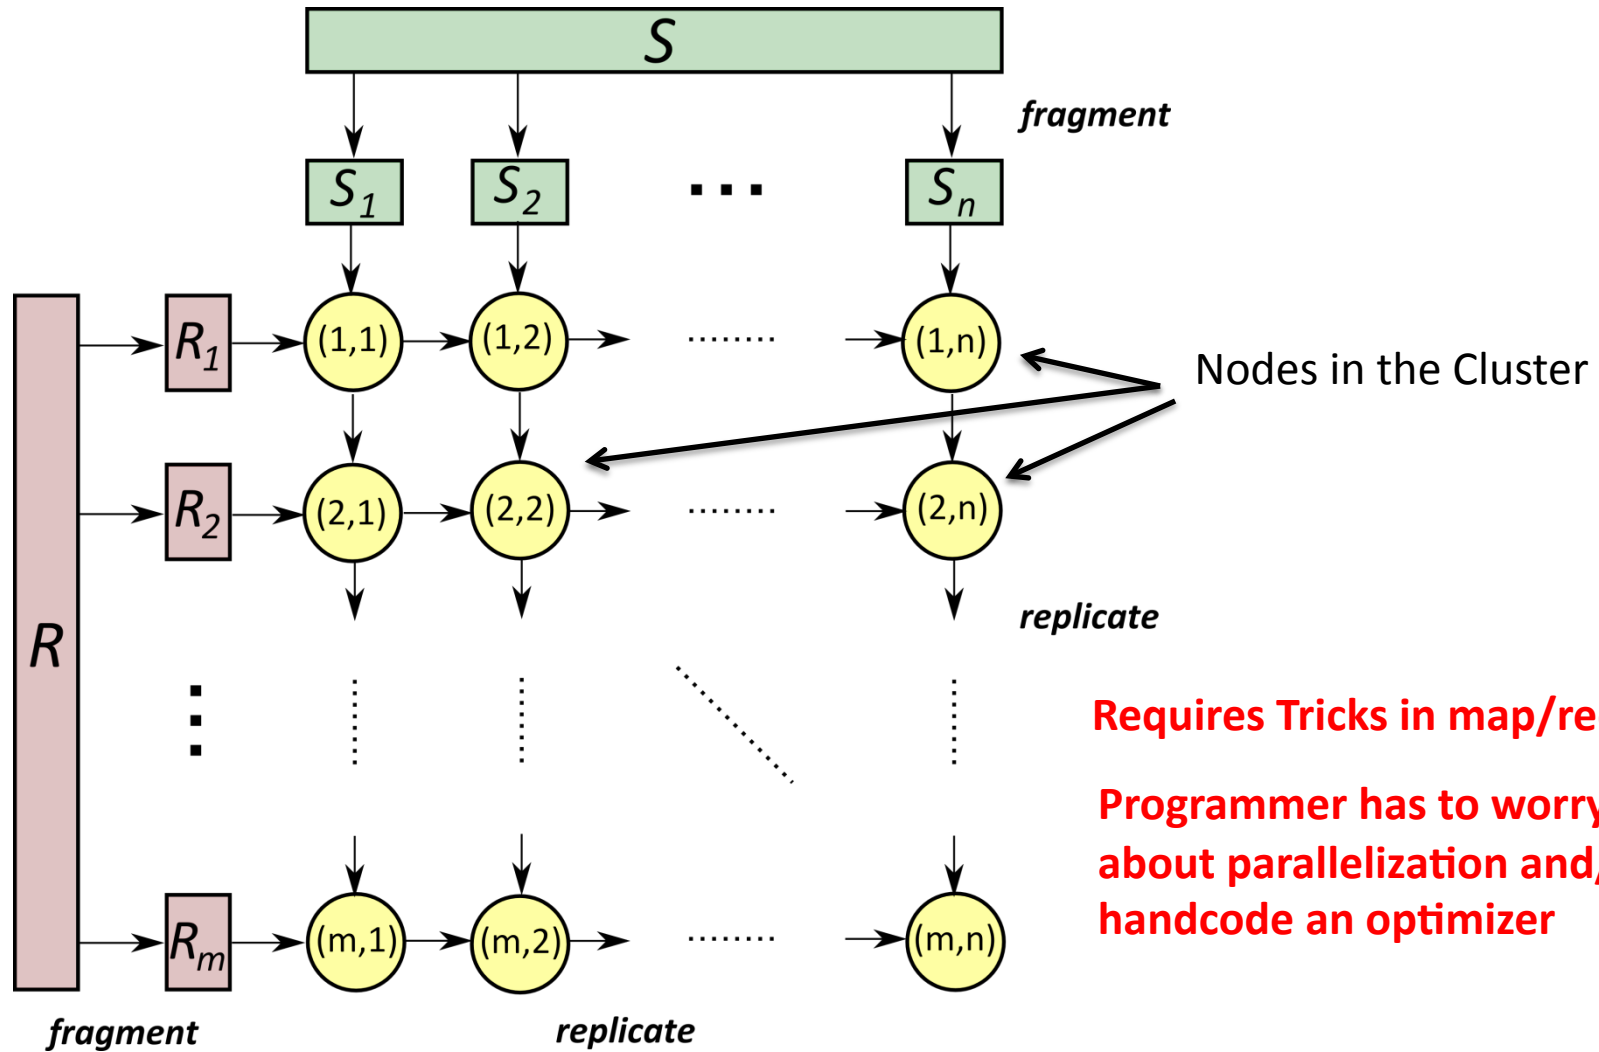 S
fragment
S1 S2 ... Sn
R1 (1,1) (1,2) ........ (1,n)
Nodes in the Cluster
R2 (2,1) (2,2) ........ (2,n)
replicate
R
Requires Tricks in map/re
Programmer has to worry
about parallelization and/
handcode an optimizer
Rm (m,1) (m,2) ........ (m,n)
fragment replicate